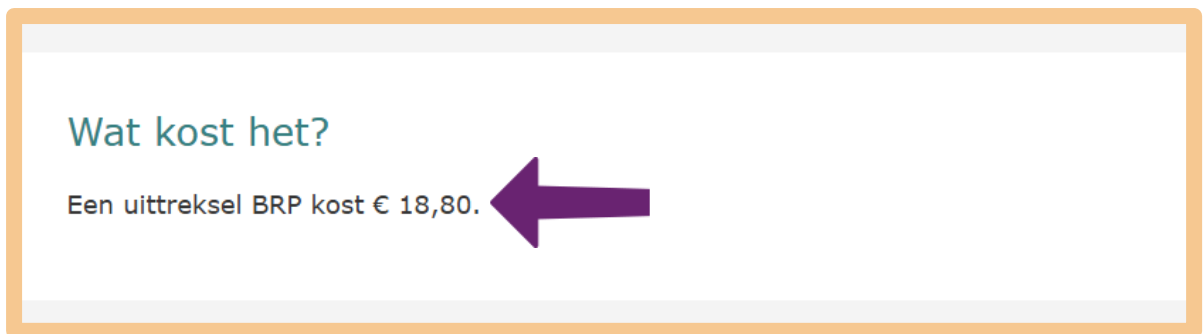 Wat kost het?
Een uittreksel BRP kost € 18,80.